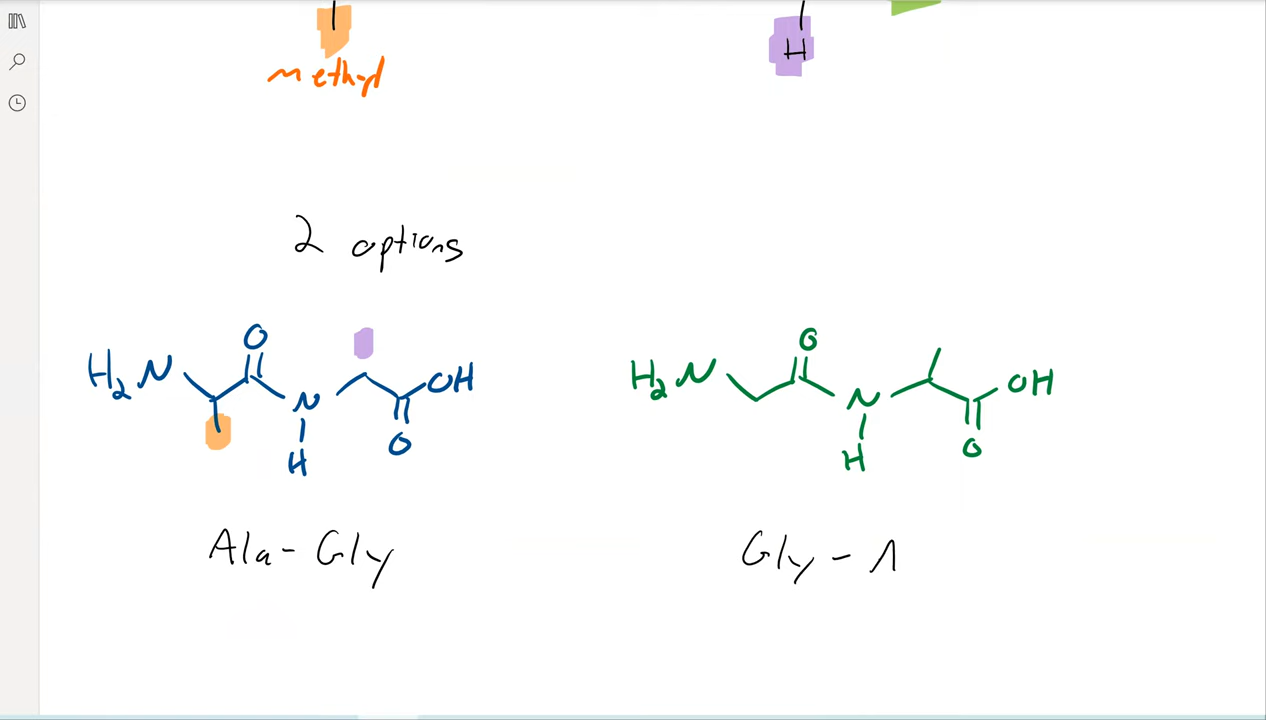 H
methyl
2 options
H₂N O N H OH O
H₂N O N H OH O
Ala - Gly
Gly - A